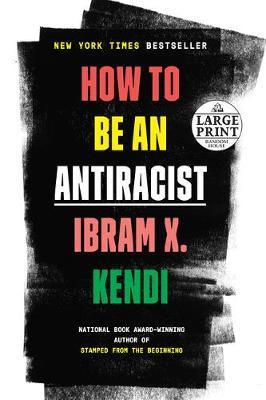 NEW YORK TIMES BESTSELLER
HOW TO
BE AN
ANTIRACIST
IBRAM X.
KENDI
LARGE
PRINT
RANDOM HOUSE
NATIONAL BOOK AWARD-WINNING
AUTHOR OF
STAMPED FROM THE BEGINNING